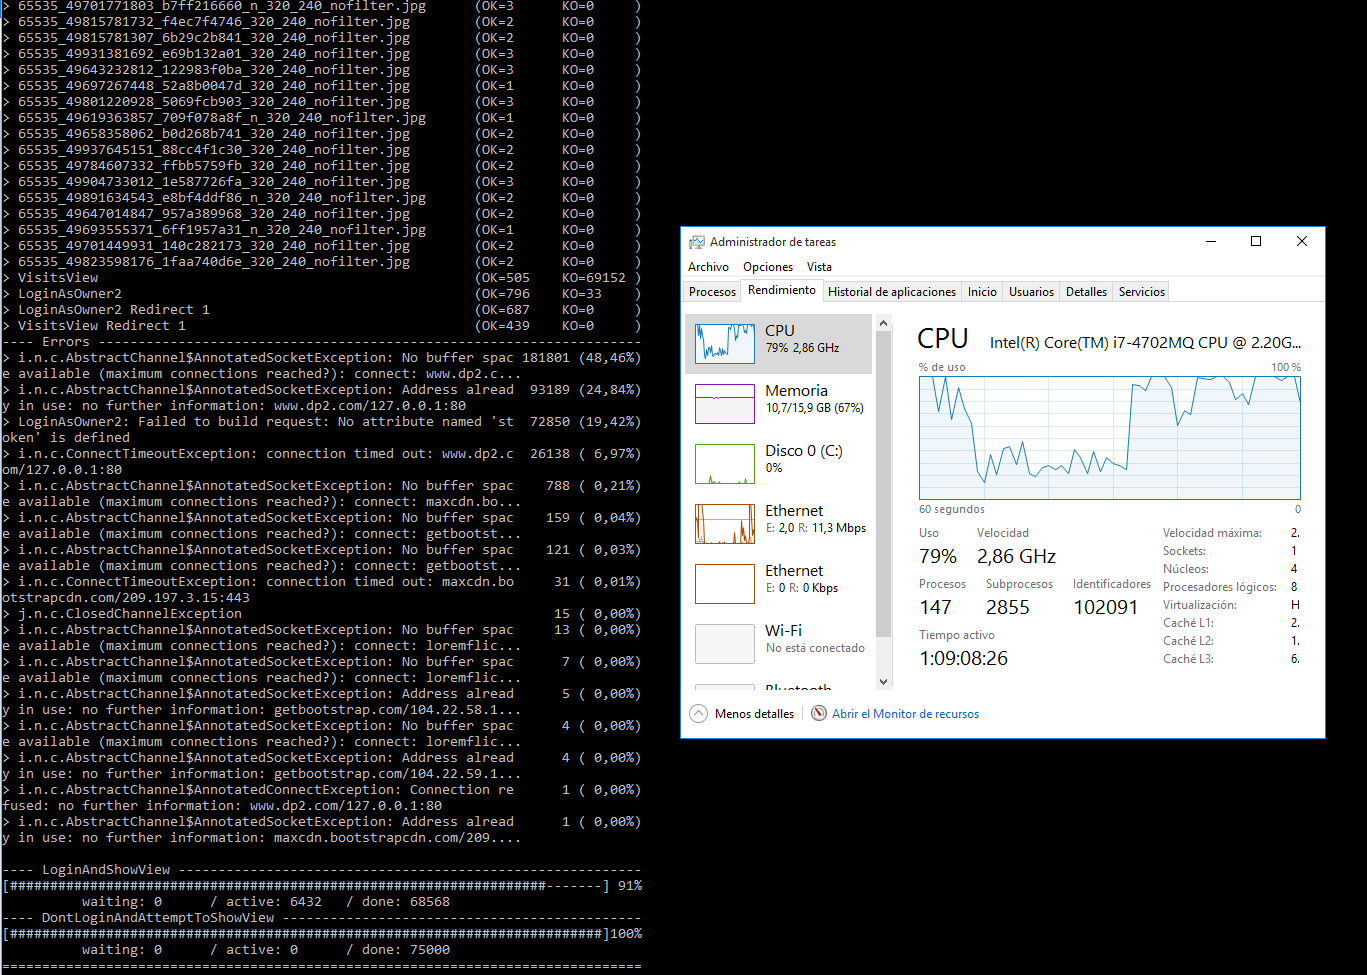 > 65535_49701771803_b7ff216660_n_320_240_nofilter.jpg (OK=3 KO=0 )
> 65535_49815781732_f4ec7f4746_320_240_nofilter.jpg (OK=2 KO=0 )
> 65535_49815781307_6b29c2b841_320_240_nofilter.jpg (OK=2 KO=0 )
> 65535_49931381692_e69b132a01_320_240_nofilter.jpg (OK=3 KO=0 )
> 65535_49643232812_122983f0ba_320_240_nofilter.jpg (OK=3 KO=0 )
> 65535_49697267448_52a8b0047d_320_240_nofilter.jpg (OK=1 KO=0 )
> 65535_49801220928_5069fcb903_320_240_nofilter.jpg (OK=3 KO=0 )
> 65535_49619363857_709f078a8f_n_320_240_nofilter.jpg (OK=1 KO=0 )
> 65535_49658358062_b0d268b741_320_240_nofilter.jpg (OK=2 KO=0 )
> 65535_49937645151_88cc4f1c30_320_240_nofilter.jpg (OK=2 KO=0 )
> 65535_49784607332_ffbb5759fb_320_240_nofilter.jpg (OK=2 KO=0 )
> 65535_49904733012_1e587726fa_320_240_nofilter.jpg (OK=3 KO=0 )
> 65535_49891634543_e8bf4ddf86_n_320_240_nofilter.jpg (OK=2 KO=0 )
> 65535_49647014847_957a389968_320_240_nofilter.jpg (OK=2 KO=0 )
> 65535_49693555371_6ff1957a31_n_320_240_nofilter.jpg (OK=1 KO=0 )
> 65535_49701449931_140c282173_320_240_nofilter.jpg (OK=2 KO=0 )
> 65535_49823598176_1faa740d6e_320_240_nofilter.jpg (OK=2 KO=0 )
> VisitsView (OK=505 KO=69152 )
> LoginAsOwner2 (OK=796 KO=33 )
> LoginAsOwner2 Redirect 1 (OK=687 KO=0 )
> VisitsView Redirect 1 (OK=439 KO=0 )
---- Errors --------------------------------------------------------------------
> i.n.c.AbstractChannel$AnnotatedSocketException: No buffer spac 181801 (48,46%)
e available (maximum connections reached?): connect: www.dp2.c...
> i.n.c.AbstractChannel$AnnotatedSocketException: Address alread 93189 (24,84%)
y in use: no further information: www.dp2.com/127.0.0.1:80
> LoginAsOwner2: Failed to build request: No attribute named 'st 72850 (19,42%)
oken' is defined
> i.n.c.ConnectTimeoutException: connection timed out: www.dp2.c 26138 ( 6,97%)
om/127.0.0.1:80
> i.n.c.AbstractChannel$AnnotatedSocketException: No buffer spac 788 ( 0,21%)
e available (maximum connections reached?): connect: maxcdn.bo...
> i.n.c.AbstractChannel$AnnotatedSocketException: No buffer spac 159 ( 0,04%)
e available (maximum connections reached?): connect: getbootst...
> i.n.c.AbstractChannel$AnnotatedSocketException: No buffer spac 121 ( 0,03%)
e available (maximum connections reached?): connect: getbootst...
> i.n.c.ConnectTimeoutException: connection timed out: maxcdn.bo 31 ( 0,01%)
otstrapcdn.com/209.197.3.15:443
> j.n.c.ClosedChannelException 15 ( 0,00%)
> i.n.c.AbstractChannel$AnnotatedSocketException: No buffer spac 13 ( 0,00%)
e available (maximum connections reached?): connect: loremflic...
> i.n.c.AbstractChannel$AnnotatedSocketException: No buffer spac 7 ( 0,00%)
e available (maximum connections reached?): connect: loremflic...
> i.n.c.AbstractChannel$AnnotatedSocketException: Address alread 5 ( 0,00%)
y in use: no further information: getbootstrap.com/104.22.58.1...
> i.n.c.AbstractChannel$AnnotatedSocketException: No buffer spac 4 ( 0,00%)
e available (maximum connections reached?): connect: loremflic...
> i.n.c.AbstractChannel$AnnotatedSocketException: Address alread 4 ( 0,00%)
y in use: no further information: getbootstrap.com/104.22.59.1...
> i.n.c.AbstractChannel$AnnotatedConnectException: Connection re 1 ( 0,00%)
fused: no further information: www.dp2.com/127.0.0.1:80
> i.n.c.AbstractChannel$AnnotatedSocketException: Address alread 1 ( 0,00%)
y in use: no further information: maxcdn.bootstrapcdn.com/209....
---- LoginAndShowView ----------------------------------------------------------
[###################################################################-------] 91%
waiting: 0 / active: 6432 / done: 68568
---- DontLoginAndAttemptToShowView ---------------------------------------------
[##########################################################################]100%
waiting: 0 / active: 0 / done: 75000
================================================================================
Administrador de tareas
Archivo Opciones Vista
Procesos Rendimiento Historial de aplicaciones Inicio Usuarios Detalles Servicios
CPU
79% 2,86 GHz
Memoria
10,7/15,9 GB (67%)
Disco 0 (C:)
0%
Ethernet
E: 2,0 R: 11,3 Mbps
Ethernet
E: 0 R: 0 Kbps
Wi-Fi
No está conectado
Bluetooth
CPU Intel(R) Core(TM) i7-4702MQ CPU @ 2.20G...
% de uso 100 %
60 segundos 0
Uso Velocidad
79% 2,86 GHz
Procesos Subprocesos Identificadores
147 2855 102091
Tiempo activo
1:09:08:26
Velocidad máxima: 2.
Sockets: 1
Núcleos: 4
Procesadores lógicos: 8
Virtualización: H
Caché L1: 2.
Caché L2: 1.
Caché L3: 6.
Menos detalles Abrir el Monitor de recursos